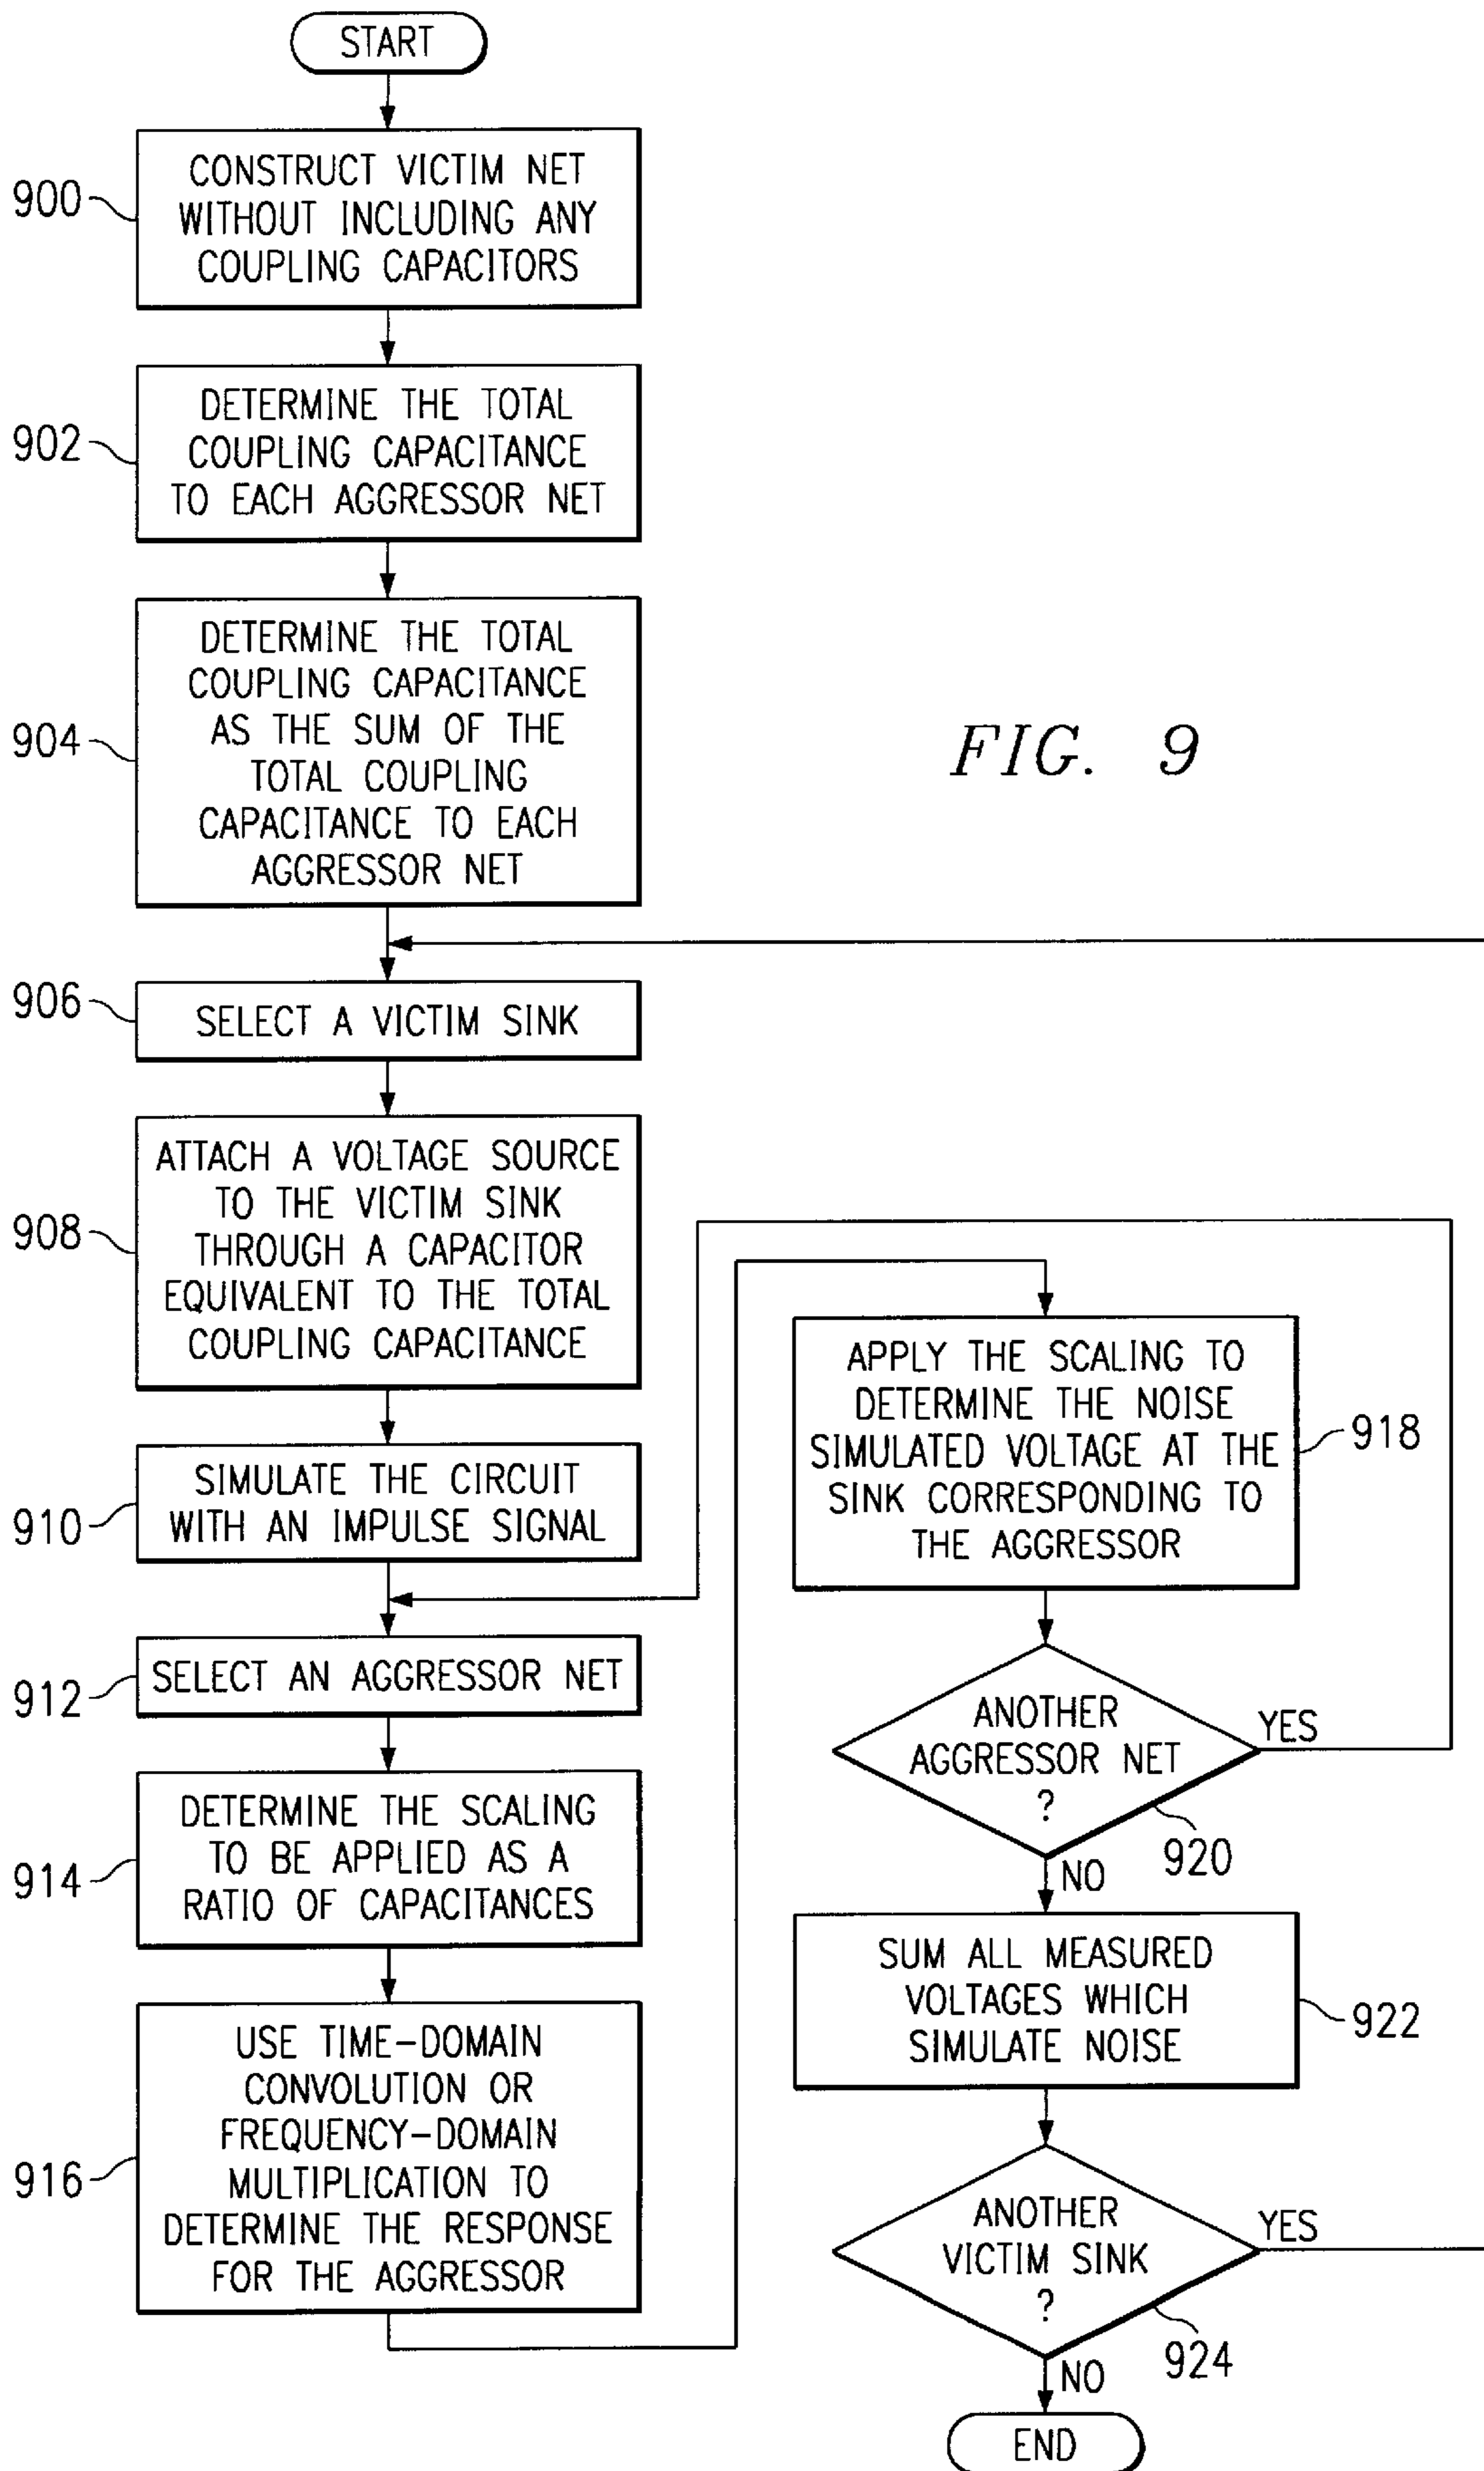 START
900
CONSTRUCT VICTIM NET
WITHOUT INCLUDING ANY
COUPLING CAPACITORS
902
DETERMINE THE TOTAL
COUPLING CAPACITANCE
TO EACH AGGRESSOR NET
904
DETERMINE THE TOTAL
COUPLING CAPACITANCE
AS THE SUM OF THE
TOTAL COUPLING
CAPACITANCE TO EACH
AGGRESSOR NET
FIG. 9
906
SELECT A VICTIM SINK
908
ATTACH A VOLTAGE SOURCE
TO THE VICTIM SINK
THROUGH A CAPACITOR
EQUIVALENT TO THE TOTAL
COUPLING CAPACITANCE
910
SIMULATE THE CIRCUIT
WITH AN IMPULSE SIGNAL
912
SELECT AN AGGRESSOR NET
914
DETERMINE THE SCALING
TO BE APPLIED AS A
RATIO OF CAPACITANCES
916
USE TIME-DOMAIN
CONVOLUTION OR
FREQUENCY-DOMAIN
MULTIPLICATION TO
DETERMINE THE RESPONSE
FOR THE AGGRESSOR
APPLY THE SCALING TO
DETERMINE THE NOISE
SIMULATED VOLTAGE AT THE
SINK CORRESPONDING TO
THE AGGRESSOR
918
ANOTHER
AGGRESSOR NET
?
YES
920
NO
SUM ALL MEASURED
VOLTAGES WHICH
SIMULATE NOISE
922
ANOTHER
VICTIM SINK
?
YES
924
NO
END